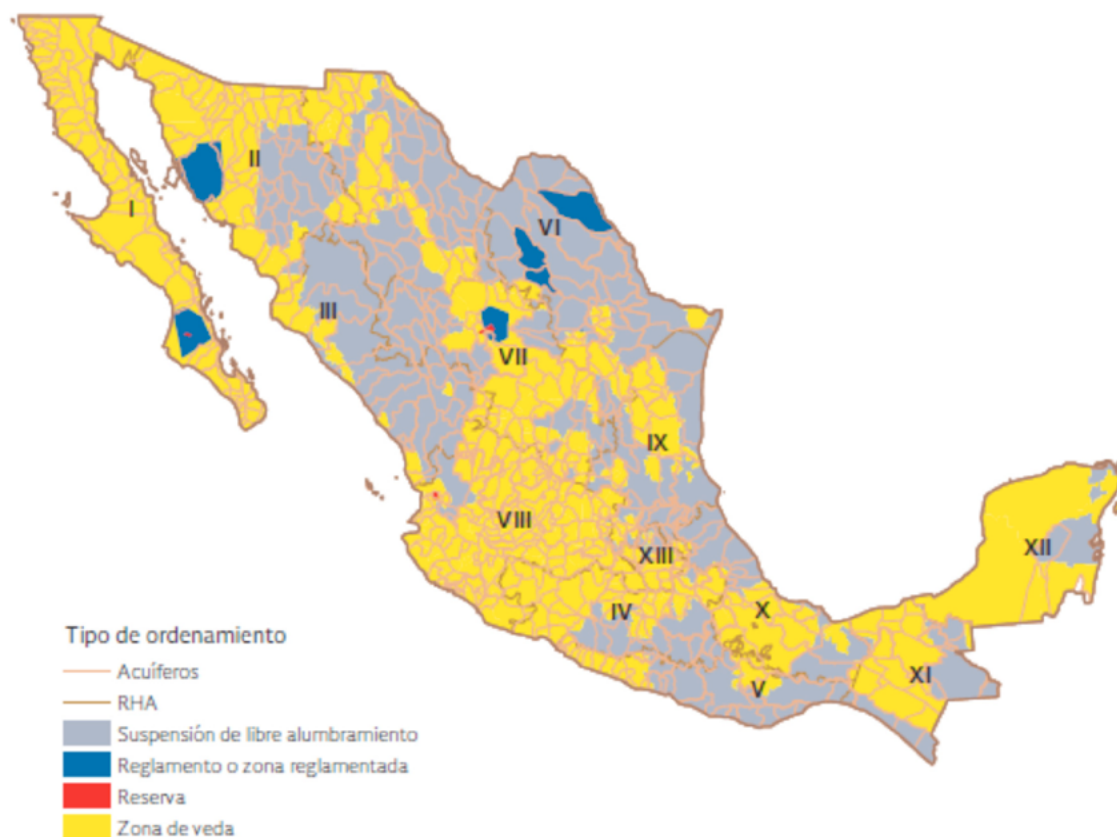 II
I
VI
III
VII
IX
VIII
XII
XIII
IV
X
XI
V
Tipo de ordenamiento
Acuíferos
RHA
Suspensión de libre alumbramiento
Reglamento o zona reglamentada
Reserva
Zona de veda